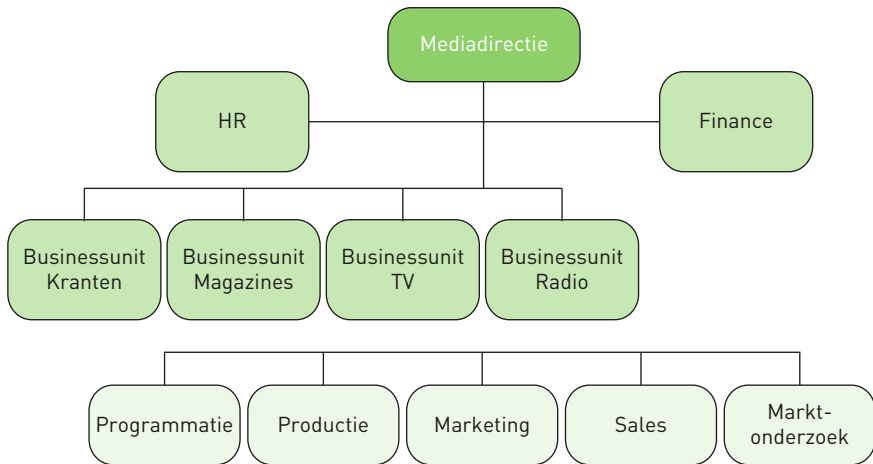 Mediadirectie
HR
Finance
Businessunit
Kranten
Businessunit
Magazines
Businessunit
TV
Businessunit
Radio
Programmatie
Productie
Marketing
Sales
Markt-
onderzoek